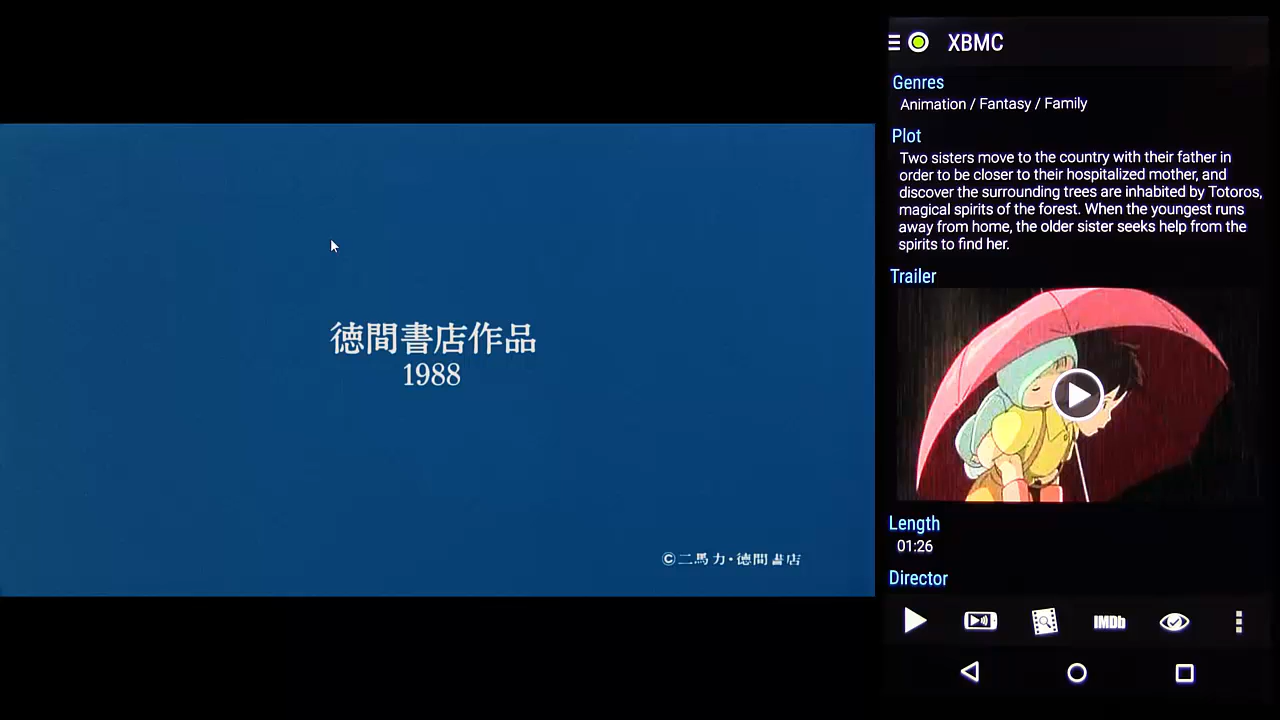 徳間書店作品
1988
©二馬力・徳間書店
XBMC
Genres
Animation / Fantasy / Family
Plot
Two sisters move to the country with their father in
order to be closer to their hospitalized mother, and
discover the surrounding trees are inhabited by Totoros,
magical spirits of the forest. When the youngest runs
away from home, the older sister seeks help from the
spirits to find her.
Trailer
Length
01:26
Director
IMDb